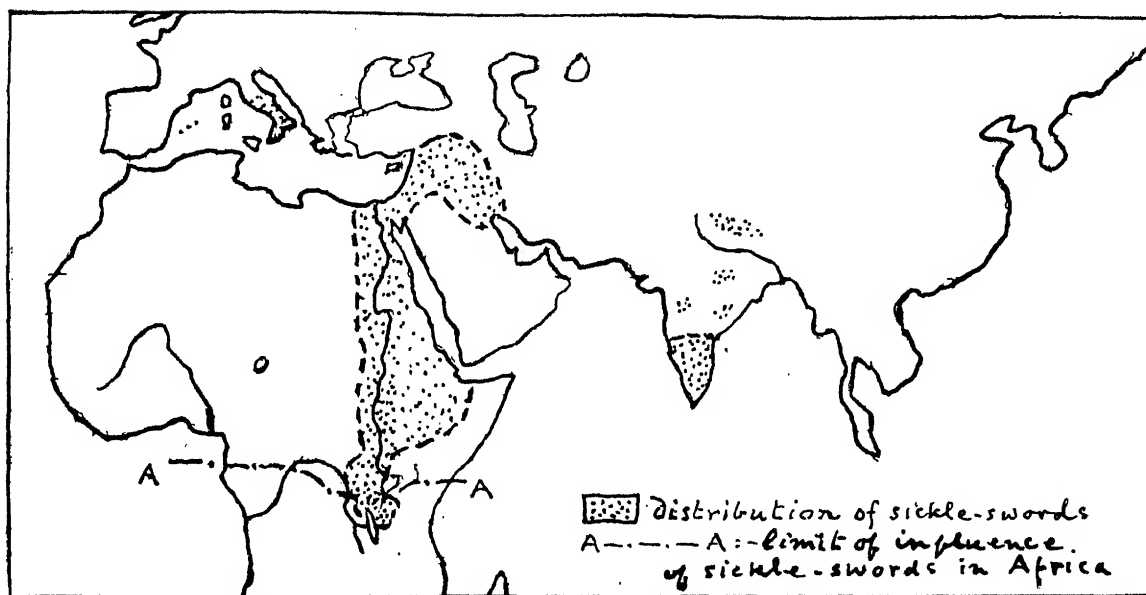 A
A
distribution of sickle-swords
A—·—·—A:-limit of influence.
of sickle-swords in Africa